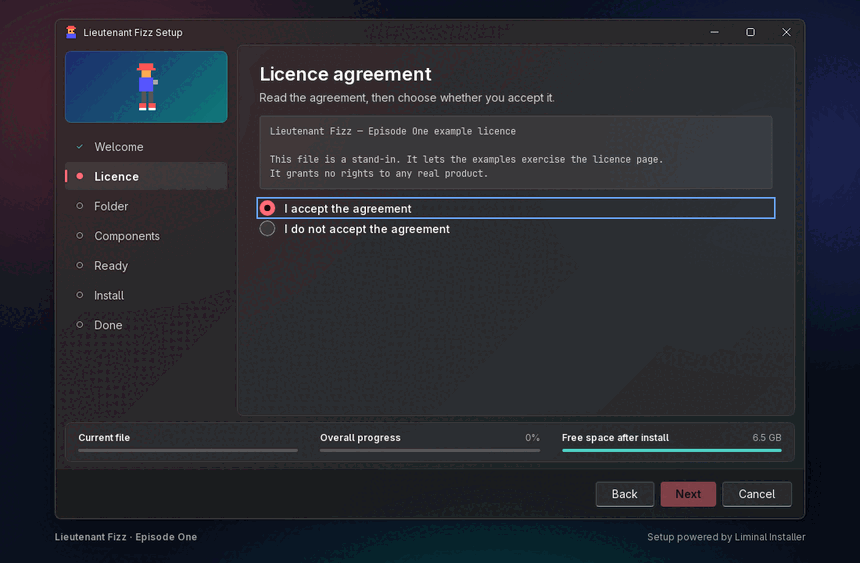 Lieutenant Fizz Setup
Welcome
Licence
Folder
Components
Ready
Install
Done
Licence agreement
Read the agreement, then choose whether you accept it.
Lieutenant Fizz — Episode One example licence
This file is a stand-in. It lets the examples exercise the licence page.
It grants no rights to any real product.
I accept the agreement
I do not accept the agreement
Current file
Overall progress 0%
Free space after install 6.5 GB
Back Next Cancel
Lieutenant Fizz · Episode One
Setup powered by Liminal Installer